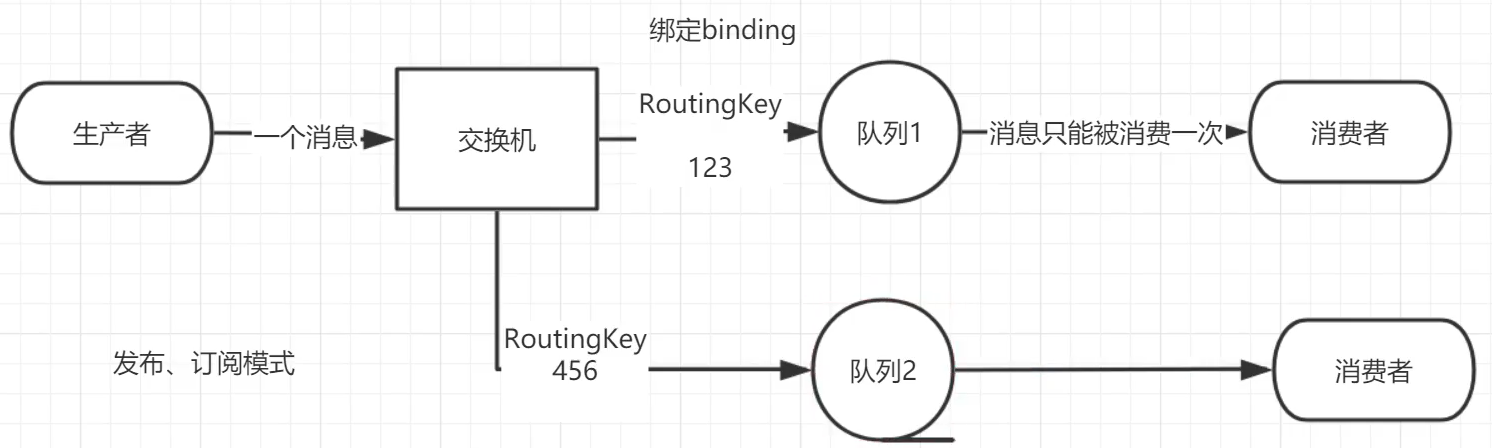 绑定binding
生产者
一个消息
交换机
RoutingKey
123
队列1
消息只能被消费一次
消费者
发布、订阅模式
RoutingKey
456
队列2
消费者